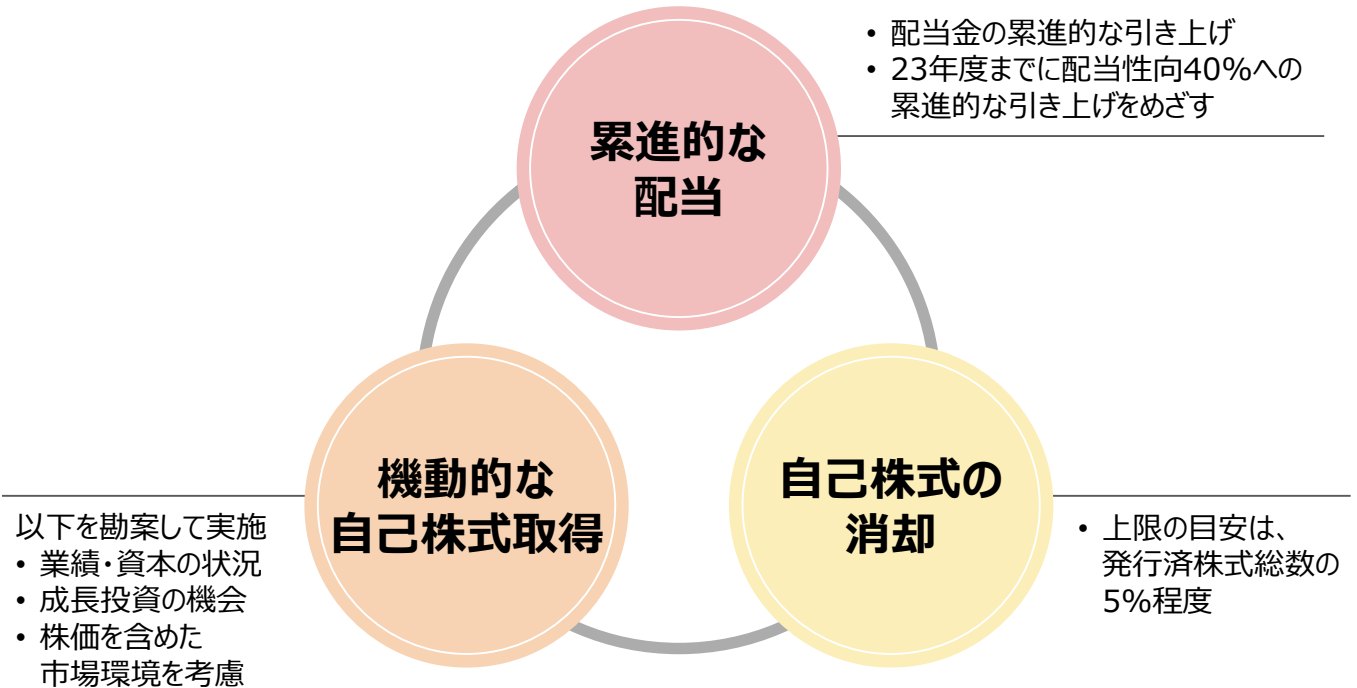 累進的な
配当
• 配当金の累進的な引き上げ
• 23年度までに配当性向40%への
累進的な引き上げをめざす
機動的な
自己株式取得
以下を勘案して実施
• 業績・資本の状況
• 成長投資の機会
• 株価を含めた
市場環境を考慮
自己株式の
消却
• 上限の目安は、
発行済株式総数の
5%程度